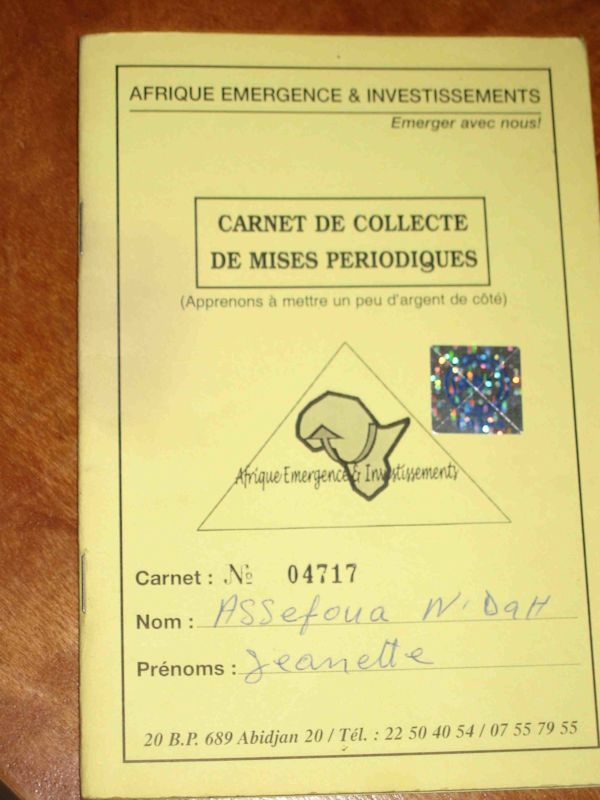 AFRIQUE EMERGENCE & INVESTISSEMENTS
Emerger avec nous!
CARNET DE COLLECTE
DE MISES PERIODIQUES
(Apprenons à mettre un peu d'argent de côté)
Afrique Emergence & Investissements
Carnet : № 04717
Nom : ASSefoua N'DaH
Prénoms : Jeanette
20 B.P. 689 Abidjan 20 / Tél. : 22 50 40 54 / 07 55 79 55